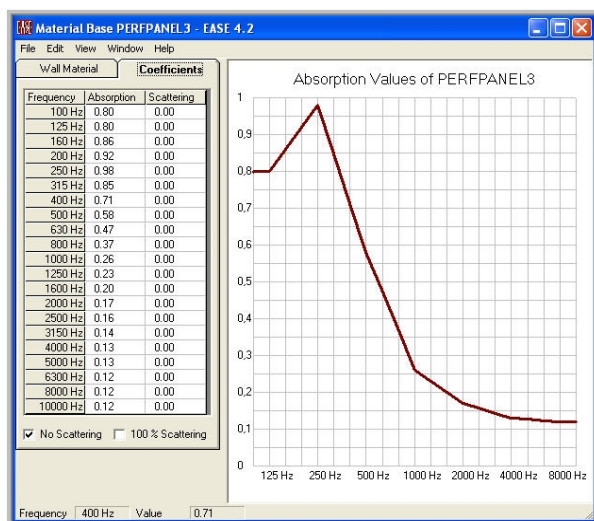 EASE Material Base PERFPANEL3 - EASE 4.2
File Edit View Window Help
Wall Material Coefficients
Frequency Absorption Scattering
100 Hz 0.80 0.00
125 Hz 0.80 0.00
160 Hz 0.86 0.00
200 Hz 0.92 0.00
250 Hz 0.98 0.00
315 Hz 0.85 0.00
400 Hz 0.71 0.00
500 Hz 0.58 0.00
630 Hz 0.47 0.00
800 Hz 0.37 0.00
1000 Hz 0.26 0.00
1250 Hz 0.23 0.00
1600 Hz 0.20 0.00
2000 Hz 0.17 0.00
2500 Hz 0.16 0.00
3150 Hz 0.14 0.00
4000 Hz 0.13 0.00
5000 Hz 0.13 0.00
6300 Hz 0.12 0.00
8000 Hz 0.12 0.00
10000 Hz 0.12 0.00
No Scattering 100 % Scattering
Absorption Values of PERFPANEL3
1
0,9
0,8
0,7
0,6
0,5
0,4
0,3
0,2
0,1
0
125 Hz 250 Hz 500 Hz 1000 Hz 2000 Hz 4000 Hz 8000 Hz
Frequency 400 Hz Value 0.71